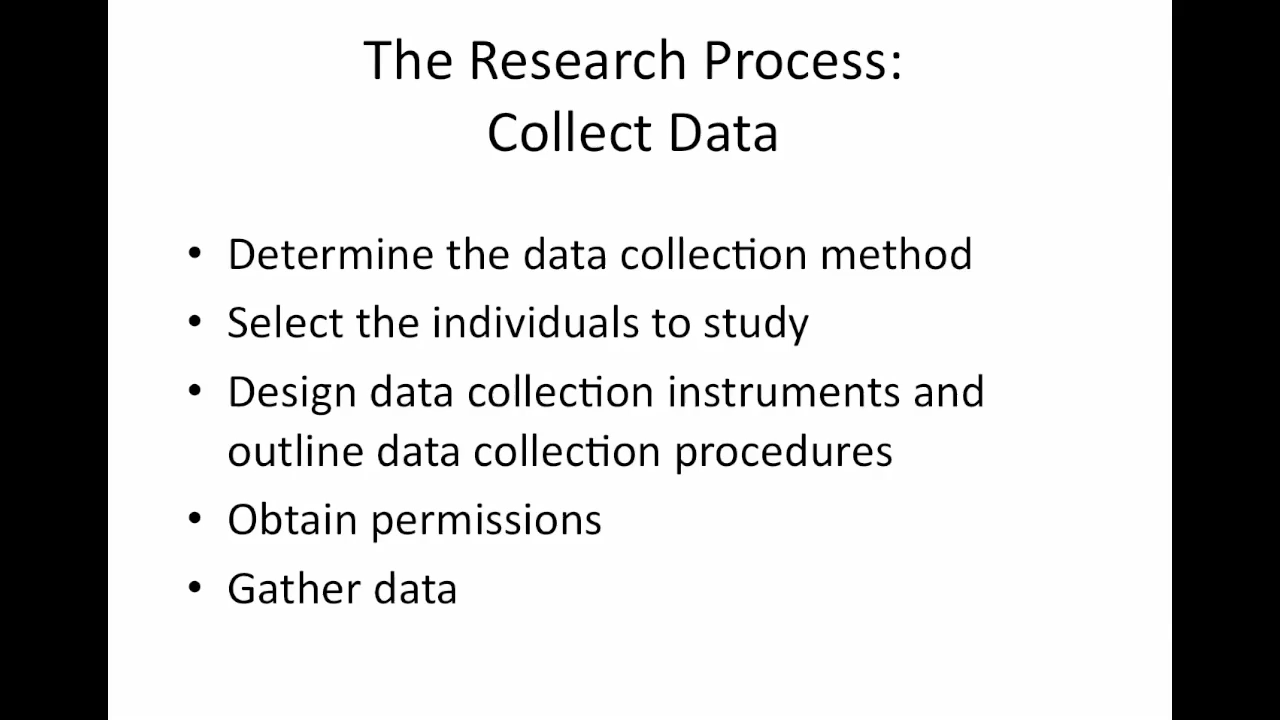 The Research Process:
Collect Data
• Determine the data collection method
• Select the individuals to study
• Design data collection instruments and
outline data collection procedures
• Obtain permissions
• Gather data